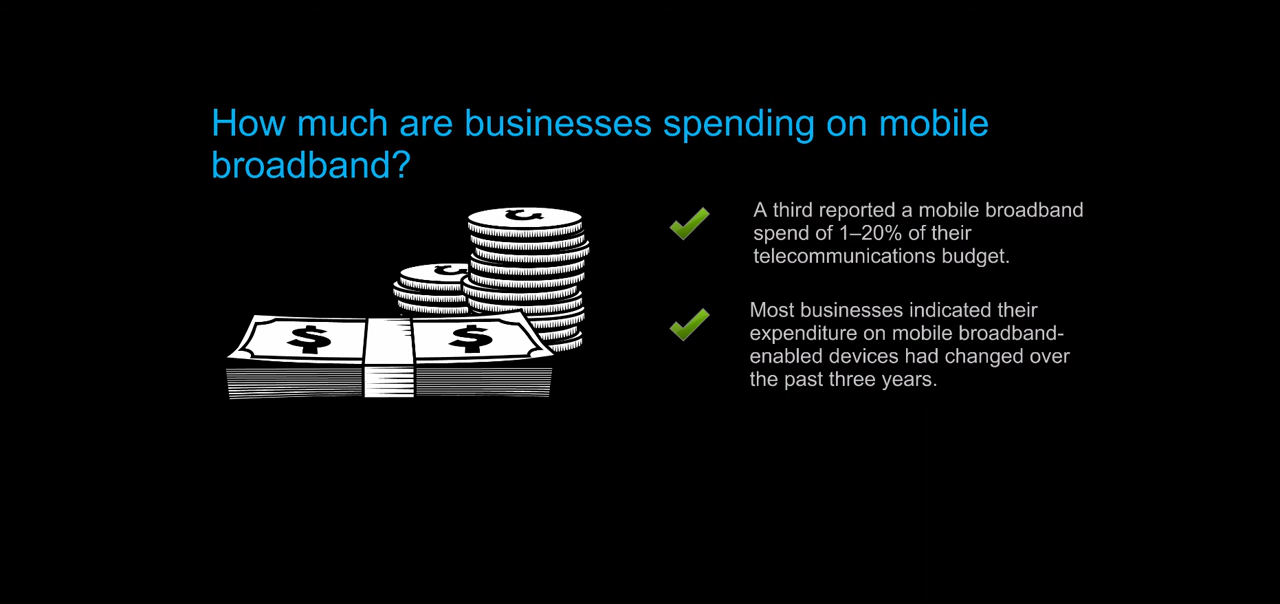 How much are businesses spending on mobile
broadband?
A third reported a mobile broadband
spend of 1–20% of their
telecommunications budget.
Most businesses indicated their
expenditure on mobile broadband-
enabled devices had changed over
the past three years.
$ $